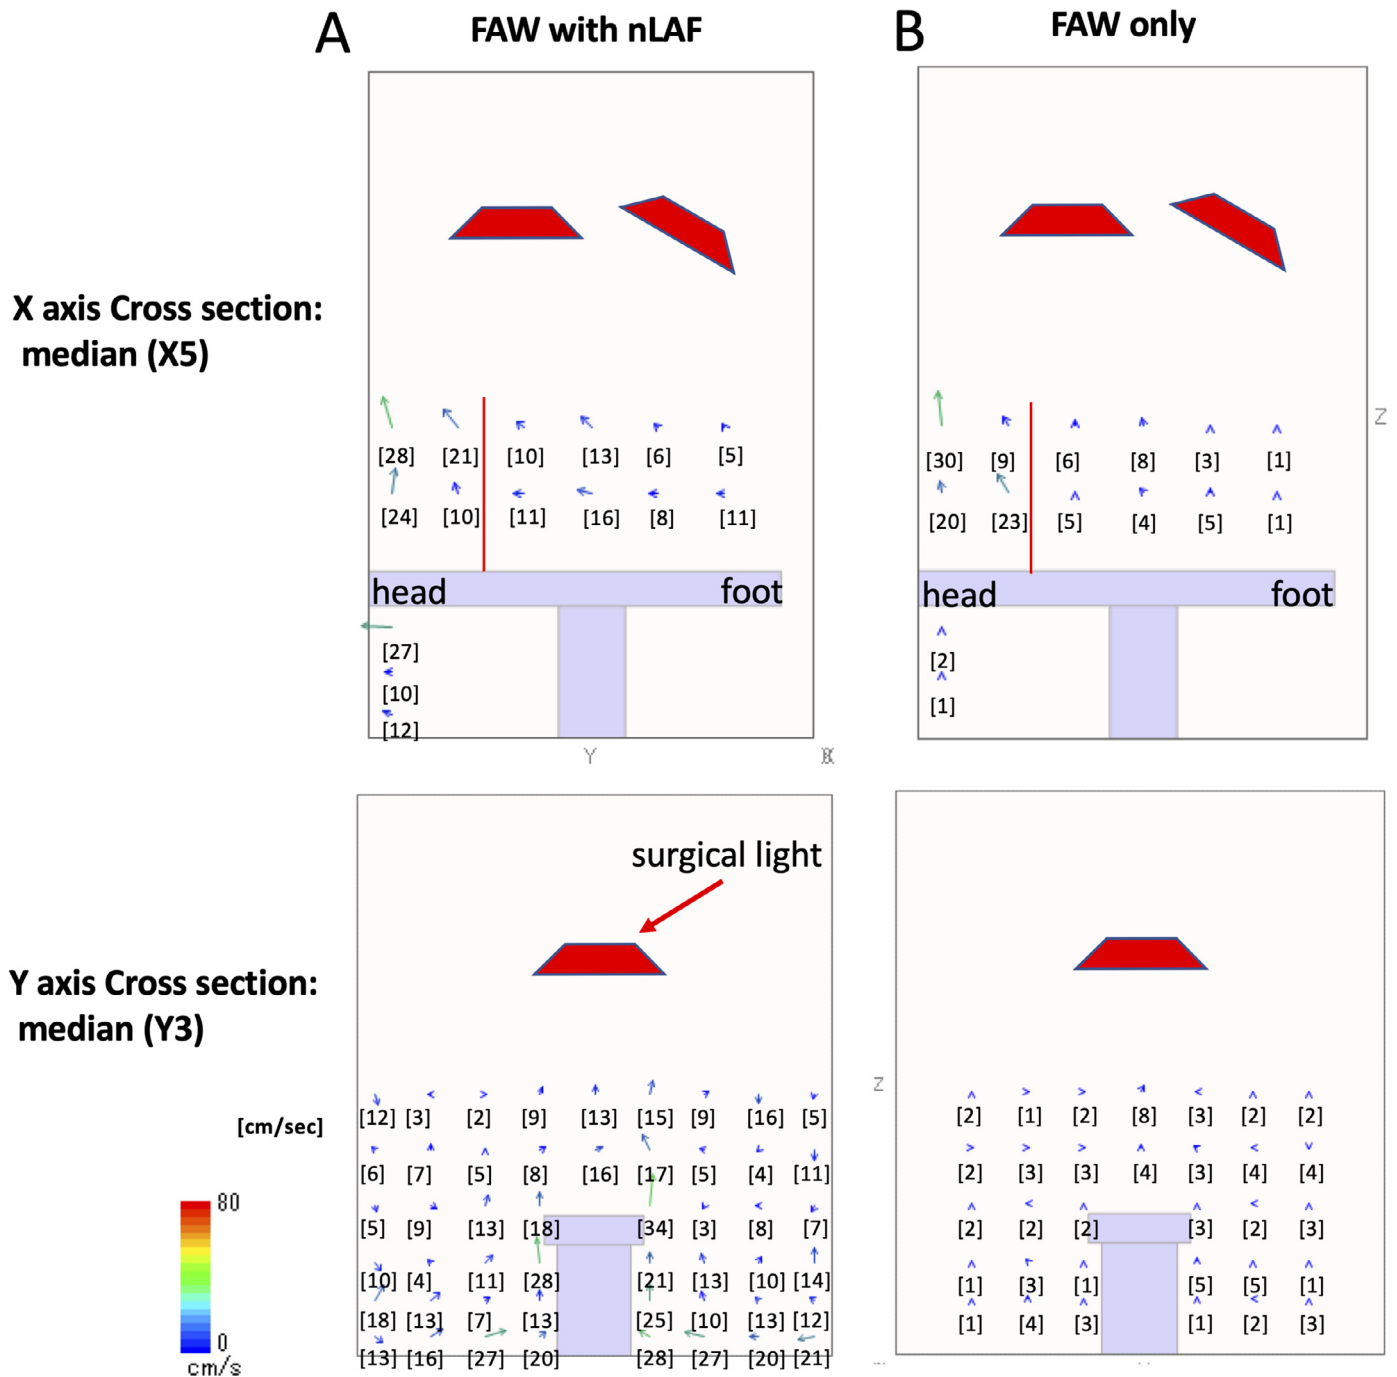 A
FAW with nLAF
B
FAW only
X axis Cross section:
median (X5)
[28] [21] [10] [13] [6] [5]
[24] [10] [11] [16] [8] [11]
head foot
[27]
[10]
[12]
Y
[30] [9] [6] [8] [3] [1]
[20] [23] [5] [4] [5] [1]
head foot
[2]
[1]
Z
surgical light
Y axis Cross section:
median (Y3)
[cm/sec]
80
0
cm/s
[12] [3] [2] [9] [13] [15] [9] [16] [5]
[6] [7] [5] [8] [16] [17] [5] [4] [11]
[5] [9] [13] [18] [34] [3] [8] [7]
[10] [4] [11] [28] [21] [13] [10] [14]
[18] [13] [7] [13] [25] [10] [13] [12]
[13] [16] [27] [20] [28] [27] [20] [21]
Z
[2] [1] [2] [8] [3] [2] [2]
[2] [3] [3] [4] [3] [4] [4]
[2] [2] [2] [3] [2] [3]
[1] [3] [1] [5] [5] [1]
[1] [4] [3] [1] [2] [3]